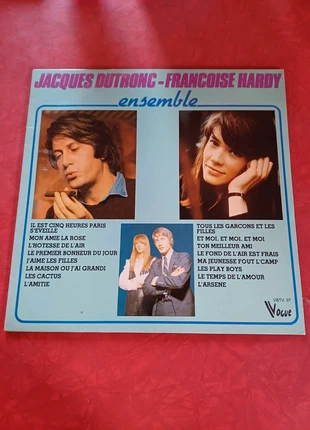 JACQUES DUTRONC - FRANCOISE HARDY
ensemble
IL EST CINQ HEURES PARIS
S'EVEILLE
MON AMIE LA ROSE
L'HOTESSE DE L'AIR
LE PREMIER BONHEUR DU JOUR
J'AIME LES FILLES
LA MAISON OU J'AI GRANDI
LES CACTUS
L'AMITIE
TOUS LES GARCONS ET LES
FILLES
ET MOI, ET MOI, ET MOI
TON MEILLEUR AMI
LE FOND DE L'AIR EST FRAIS
MA JEUNESSE FOUT L'CAMP
LES PLAY BOYS
LE TEMPS DE L'AMOUR
L'ARSENE
VBTV. 07
VOGUE